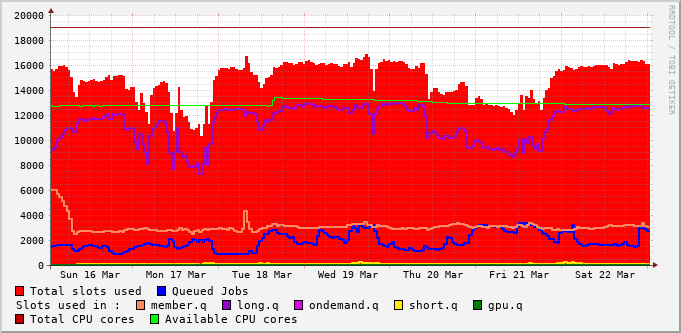 20000
18000
16000
14000
12000
10000
8000
6000
4000
2000
0
Sun 16 Mar Mon 17 Mar Tue 18 Mar Wed 19 Mar Thu 20 Mar Fri 21 Mar Sat 22 Mar
Total slots used Queued Jobs
Slots used in : member.q long.q ondemand.q short.q gpu.q
Total CPU cores Available CPU cores
RRDTOOL / TOBI OETIKER